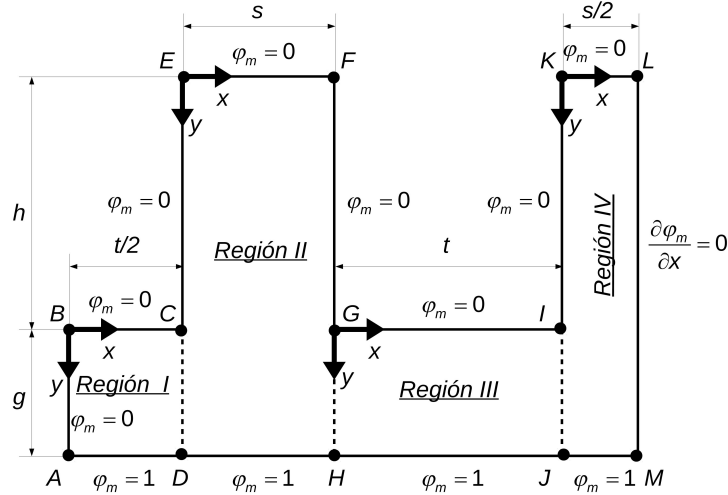 s
s/2
E
φm = 0
F
K
φm = 0
L
x
y
x
y
h
φm = 0
φm = 0
φm = 0
Región II
Región IV
∂φm/∂x = 0
t/2
t
B
φm = 0
C
G
φm = 0
I
x
x
y
Región I
y
Región III
g
φm = 0
A
φm = 1
D
φm = 1
H
φm = 1
J
φm = 1
M